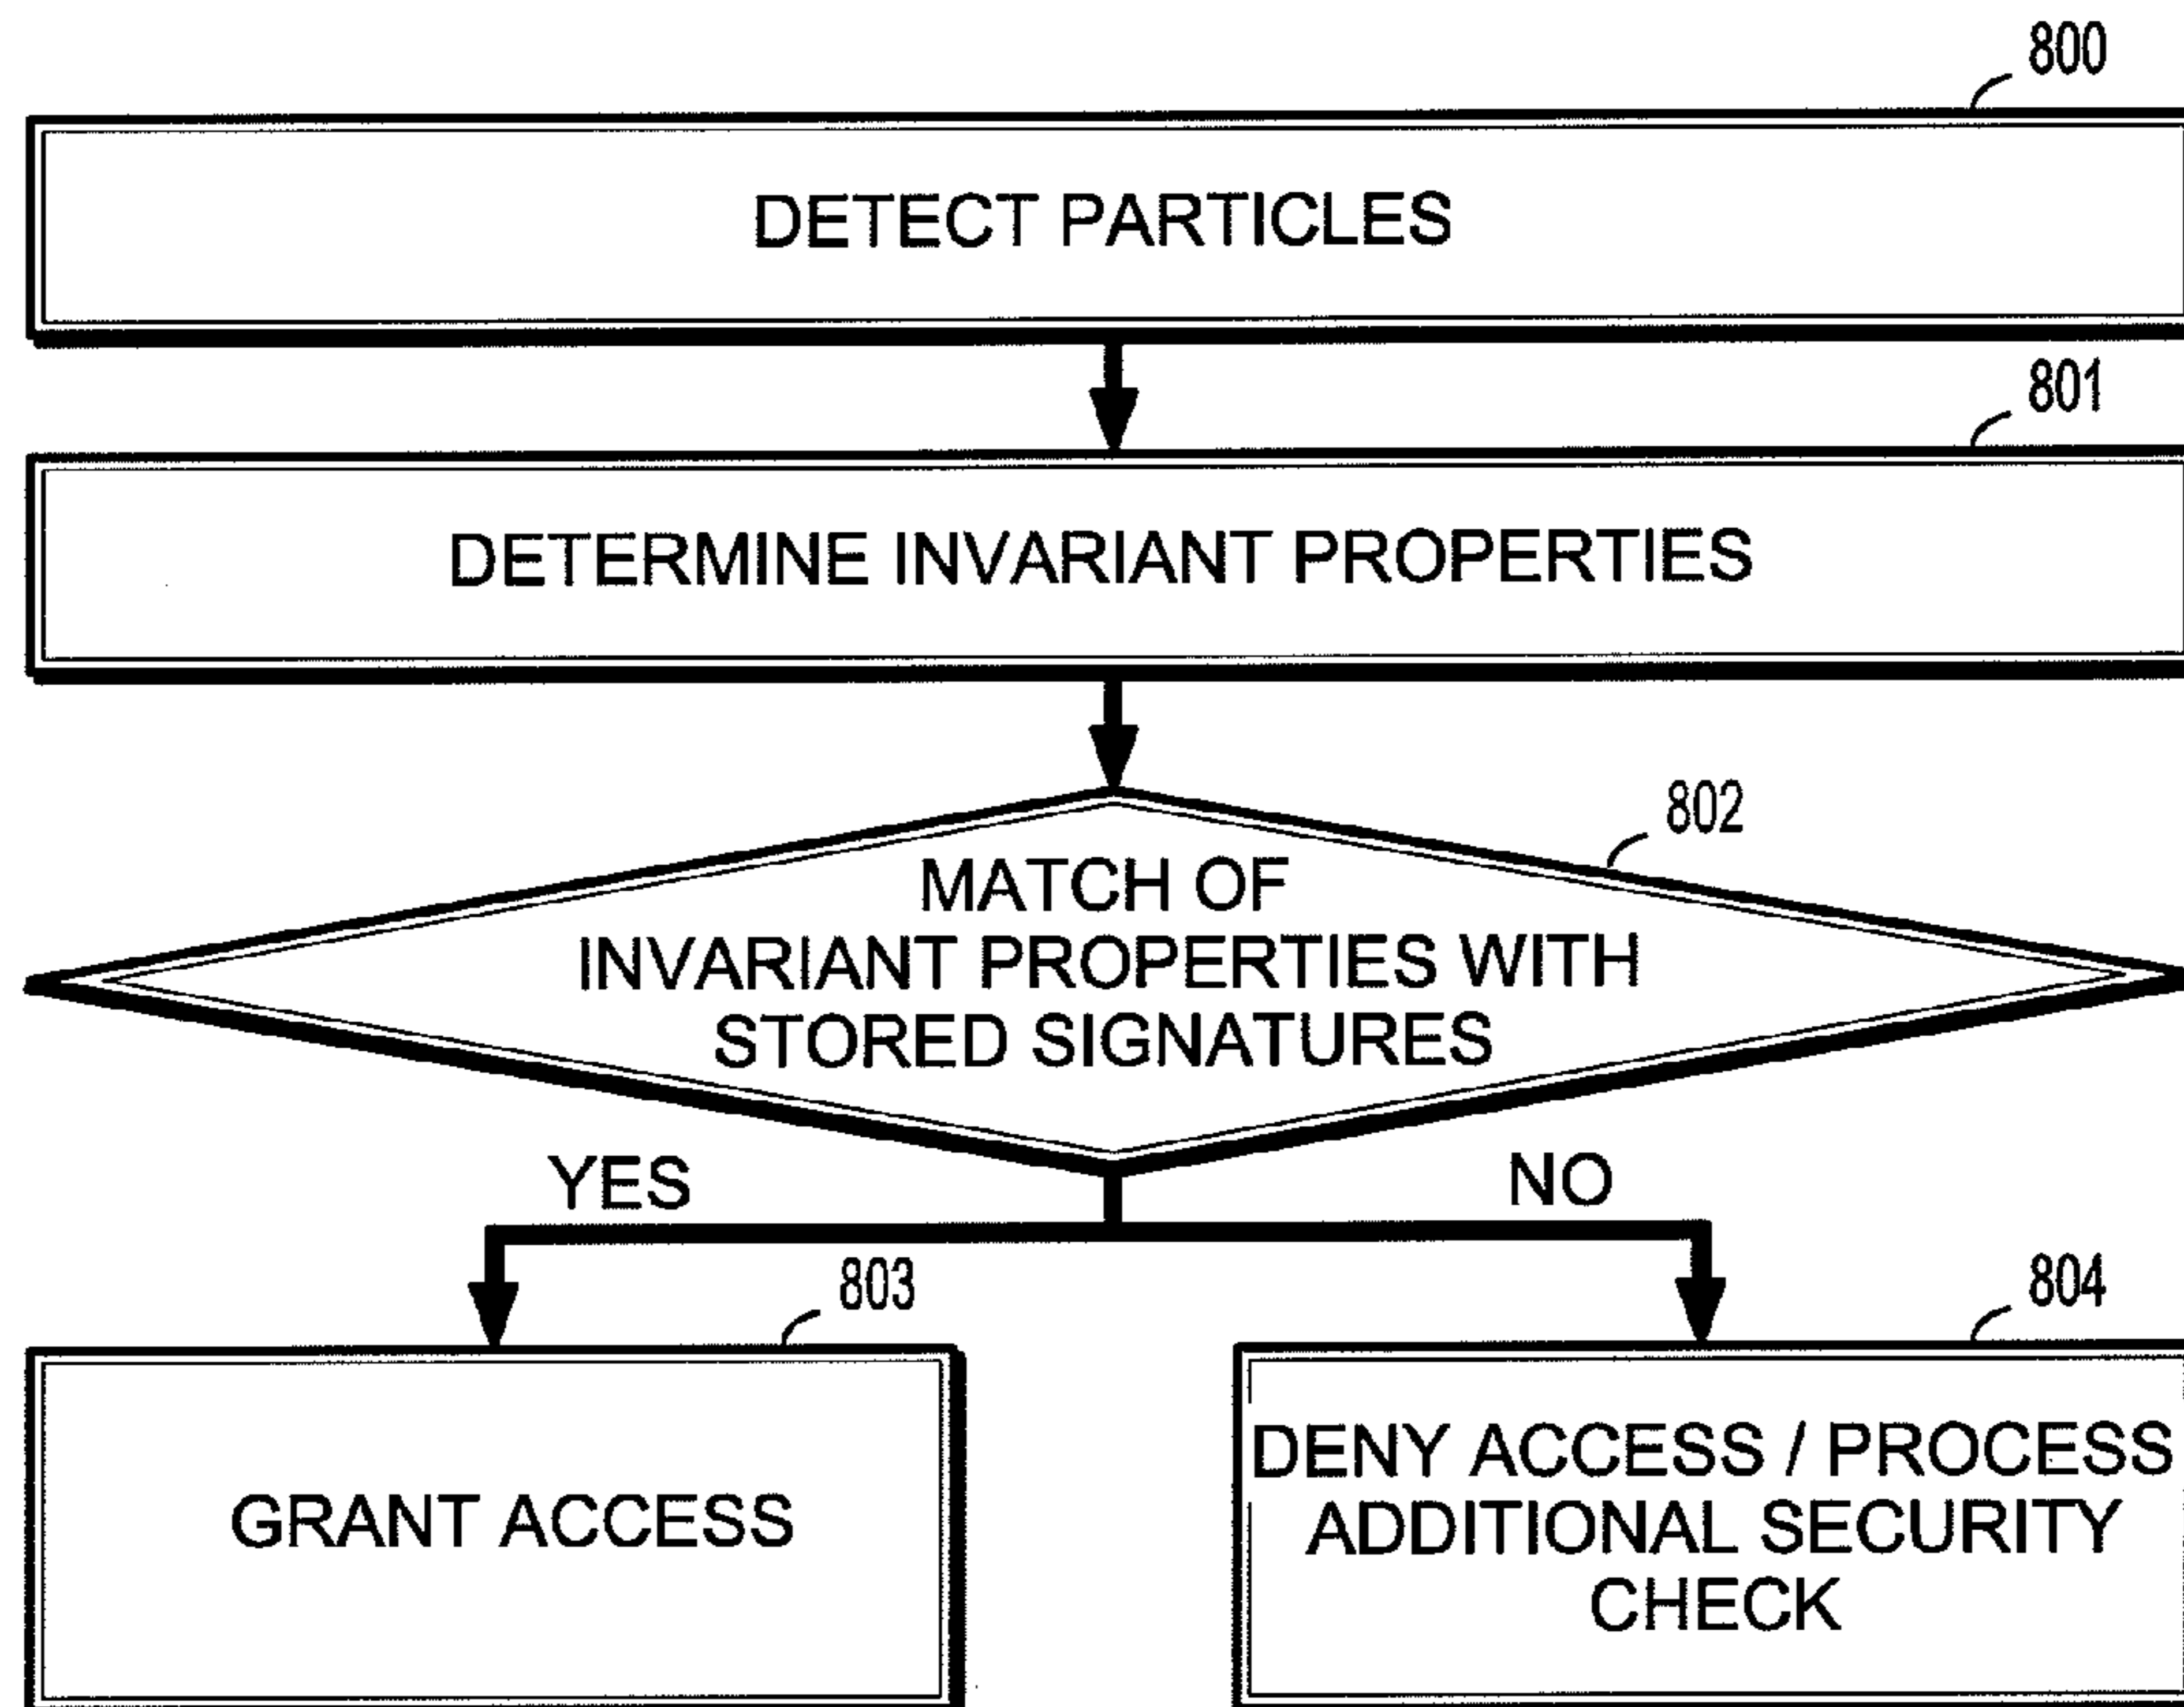 800
DETECT PARTICLES
801
DETERMINE INVARIANT PROPERTIES
802
MATCH OF
INVARIANT PROPERTIES WITH
STORED SIGNATURES
YES
NO
803
804
GRANT ACCESS
DENY ACCESS / PROCESS
ADDITIONAL SECURITY
CHECK